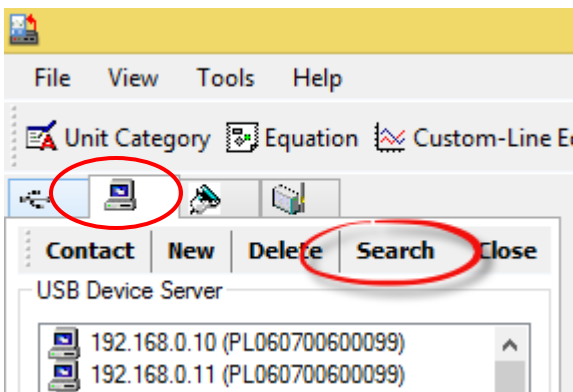 File View Tools Help
Unit Category Equation Custom-Line E
Contact New Delete Search Close
USB Device Server
192.168.0.10 (PL060700600099)
192.168.0.11 (PL060700600099)